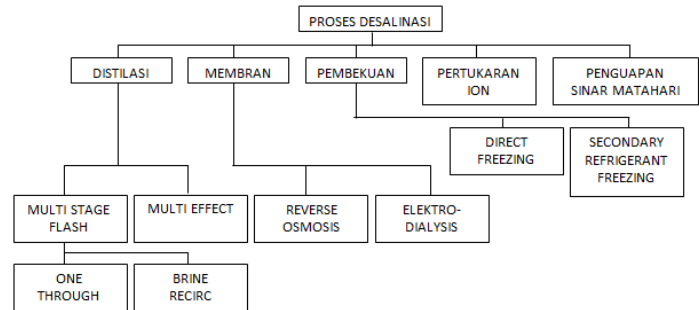 PROSES DESALINASI
DISTILASI
MEMBRAN
PEMBEKUAN
PERTUKARAN
ION
PENGUAPAN
SINAR MATAHARI
DIRECT
FREEZING
SECONDARY
REFRIGERANT
FREEZING
MULTI STAGE
FLASH
MULTI EFFECT
REVERSE
OSMOSIS
ELEKTRO-
DIALYSIS
ONE
THROUGH
BRINE
RECIRC